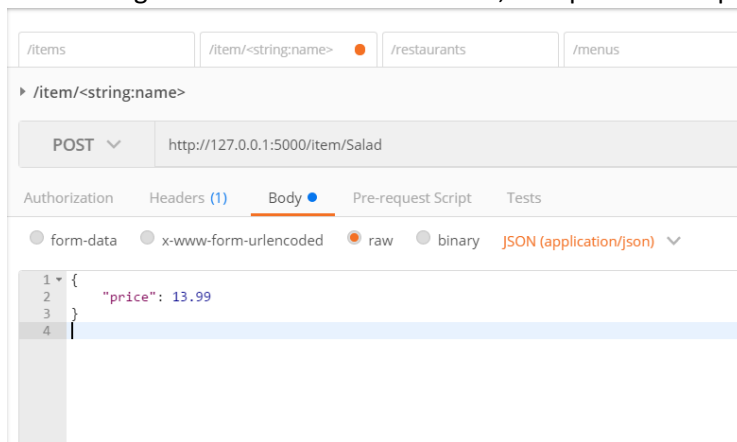 /items /item/<string:name> /restaurants /menus
/item/<string:name>
POST http://127.0.0.1:5000/item/Salad
Authorization Headers (1) Body Pre-request Script Tests
form-data x-www-form-urlencoded raw binary JSON (application/json)
1 {
2 "price": 13.99
3 }
4